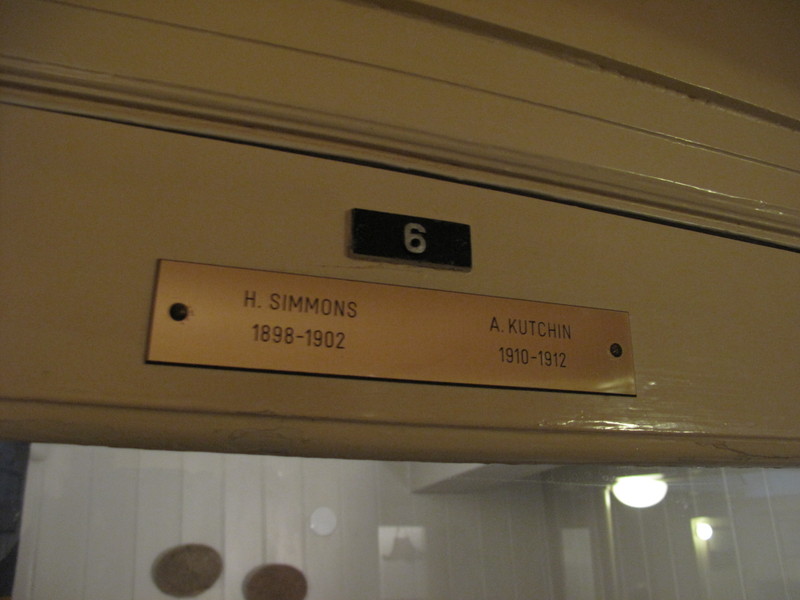 6
H. SIMMONS
1898-1902
A. KUTCHIN
1910-1912